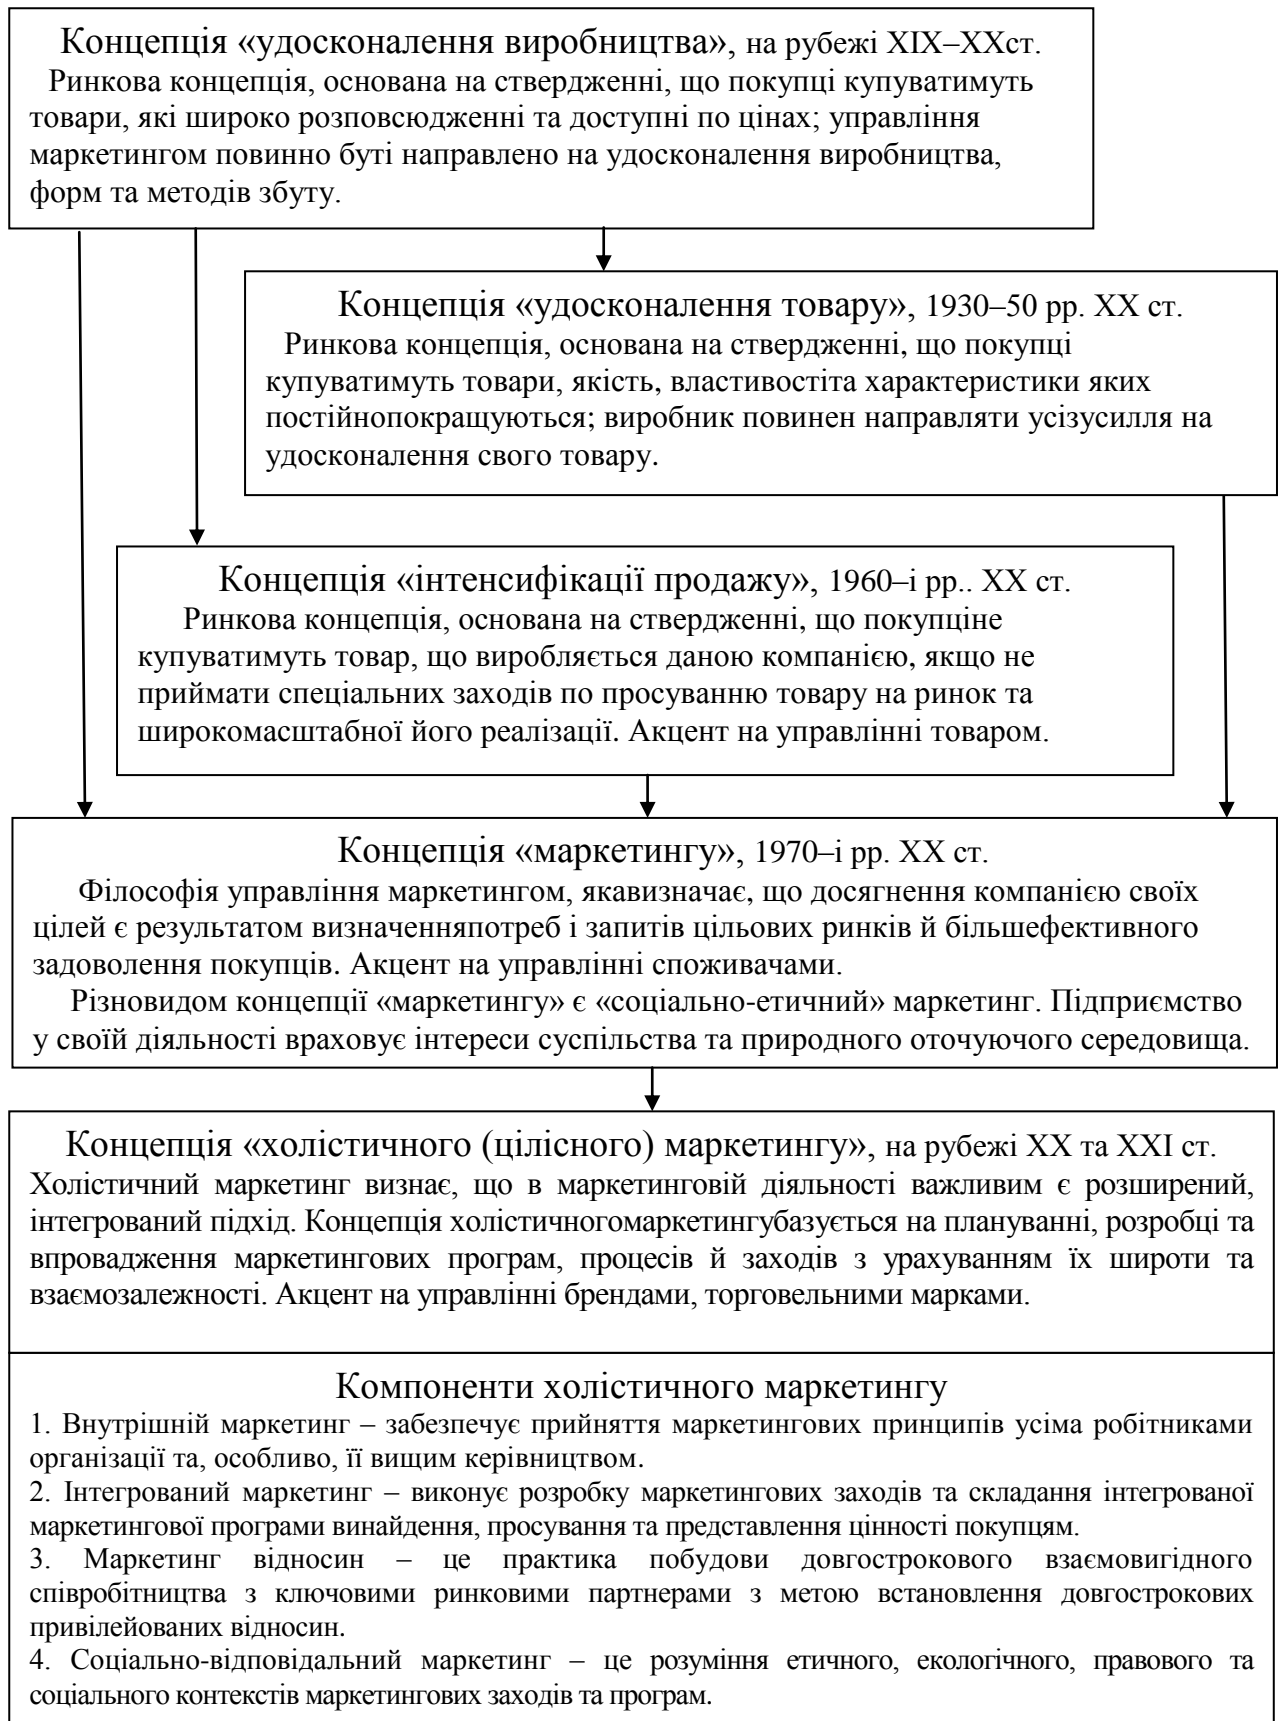 Концепція «удосконалення виробництва», на рубежі XIX–XXст.
Ринкова концепція, основана на ствердженні, що покупці купуватимуть
товари, які широко розповсюдженні та доступні по цінах; управління
маркетингом повинно буті направлено на удосконалення виробництва,
форм та методів збуту.
Концепція «удосконалення товару», 1930–50 рр. XX ст.
Ринкова концепція, основана на ствердженні, що покупці
купуватимуть товари, якість, властивостіта характеристики яких
постійнопокращуються; виробник повинен направляти усізусилля на
удосконалення свого товару.
Концепція «інтенсифікації продажу», 1960–і рр.. XX ст.
Ринкова концепція, основана на ствердженні, що покупціне
купуватимуть товар, що виробляється даною компанією, якщо не
приймати спеціальних заходів по просуванню товару на ринок та
широкомасштабної його реалізації. Акцент на управлінні товаром.
Концепція «маркетингу», 1970–і рр. XX ст.
Філософія управління маркетингом, якавизначає, що досягнення компанією своїх
цілей є результатом визначенняпотреб і запитів цільових ринків й більшефективного
задоволення покупців. Акцент на управлінні споживачами.
Різновидом концепції «маркетингу» є «соціально-етичний» маркетинг. Підприємство
у своїй діяльності враховує інтереси суспільства та природного оточуючого середовища.
Концепція «холістичного (цілісного) маркетингу», на рубежі XX та XXI ст.
Холістичний маркетинг визнає, що в маркетинговій діяльності важливим є розширений,
інтегрований підхід. Концепція холістичногомаркетингубазується на плануванні, розробці та
впровадження маркетингових програм, процесів й заходів з урахуванням їх широти та
взаємозалежності. Акцент на управлінні брендами, торговельними марками.
Компоненти холістичного маркетингу
1. Внутрішній маркетинг – забезпечує прийняття маркетингових принципів усіма робітниками
організації та, особливо, її вищим керівництвом.
2. Інтегрований маркетинг – виконує розробку маркетингових заходів та складання інтегрованої
маркетингової програми винайдення, просування та представлення цінності покупцям.
3. Маркетинг відносин – це практика побудови довгострокового взаємовигідного
співробітництва з ключовими ринковими партнерами з метою встановлення довгострокових
привілейованих відносин.
4. Соціально-відповідальний маркетинг – це розуміння етичного, екологічного, правового та
соціального контекстів маркетингових заходів та програм.